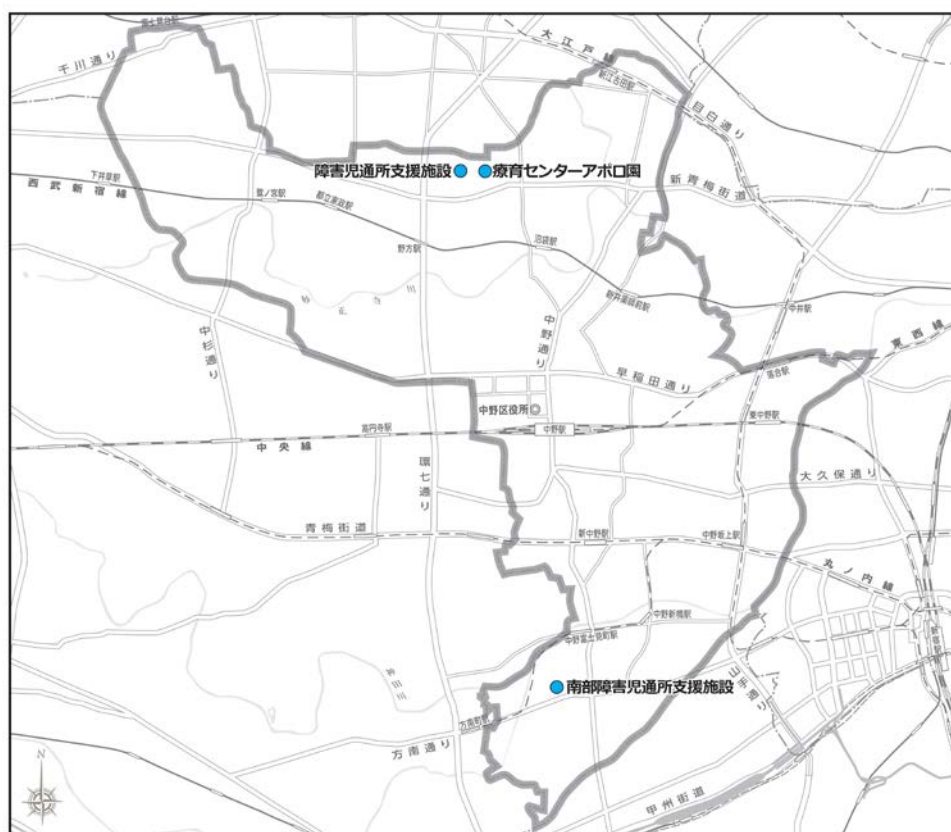 富士見台駅
千川通り
大江戸線
新江古田駅
目白通り
障害児通所支援施設
療育センターアポロ園
下井草駅
西武新宿線
鷺ノ宮駅
都立家政駅
新青梅街道
野方駅
沼袋駅
妙正寺川
新井薬師前駅
中井駅
中杉通り
中野通り
東西線
早稲田通り
落合駅
中野区役所
高円寺駅
中野駅
東中野駅
中央線
環七通り
大久保通り
青梅街道
新中野駅
中野坂上駅
丸ノ内線
中野新橋駅
新宿駅
中野富士見町駅
善福寺川
山手通り
南部障害児通所支援施設
方南町駅
方南通り
甲州街道
N